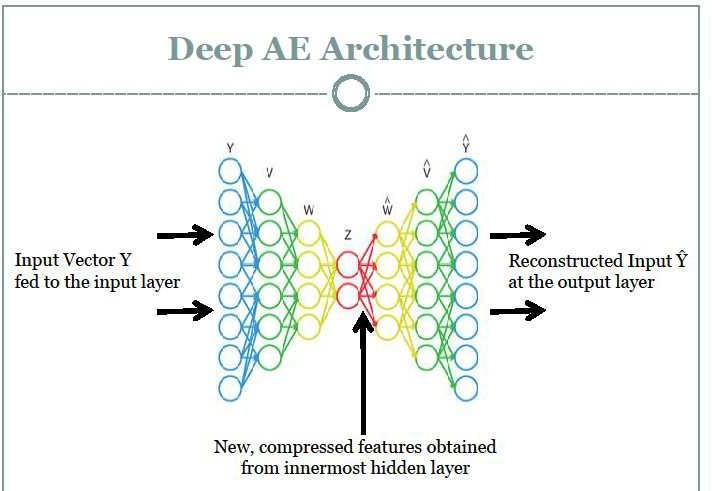 Deep AE Architecture
Y
V
W
Z
Ŵ
V̂
Ŷ
Input Vector Y
fed to the input layer
Reconstructed Input Ŷ
at the output layer
New, compressed features obtained
from innermost hidden layer